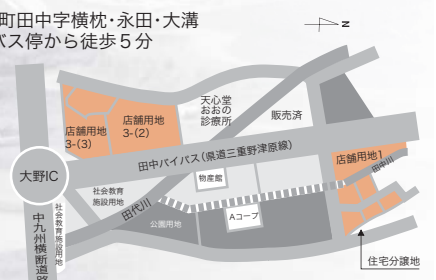 町田中字横枕･永田･大溝
バス停から徒歩５分
N
店舗用地
3-(3)
店舗用地
3-(2)
天心堂
おおの
診療所
販売済
大野IC
田中バイパス（県道三重野津原線）
店舗用地1
田中川
社会教育
施設用地
物産館
田代川
公園用地
Aコープ
社会教育施設用地
中九州横断道路
住宅分譲地